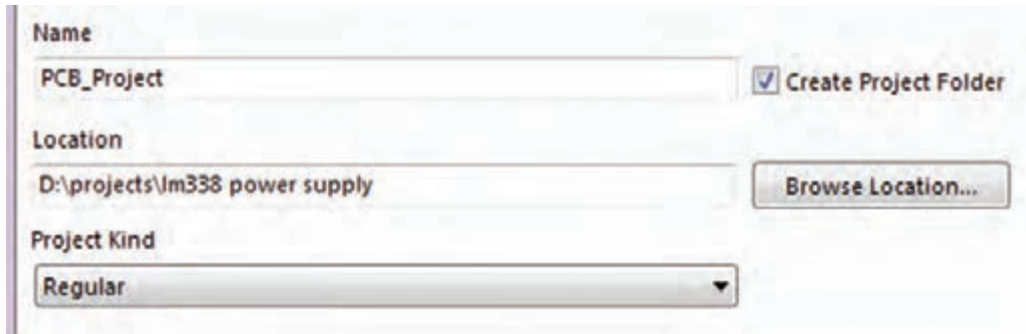 Name
PCB_Project
Create Project Folder
Location
D:\projects\lm338 power supply
Browse Location...
Project Kind
Regular